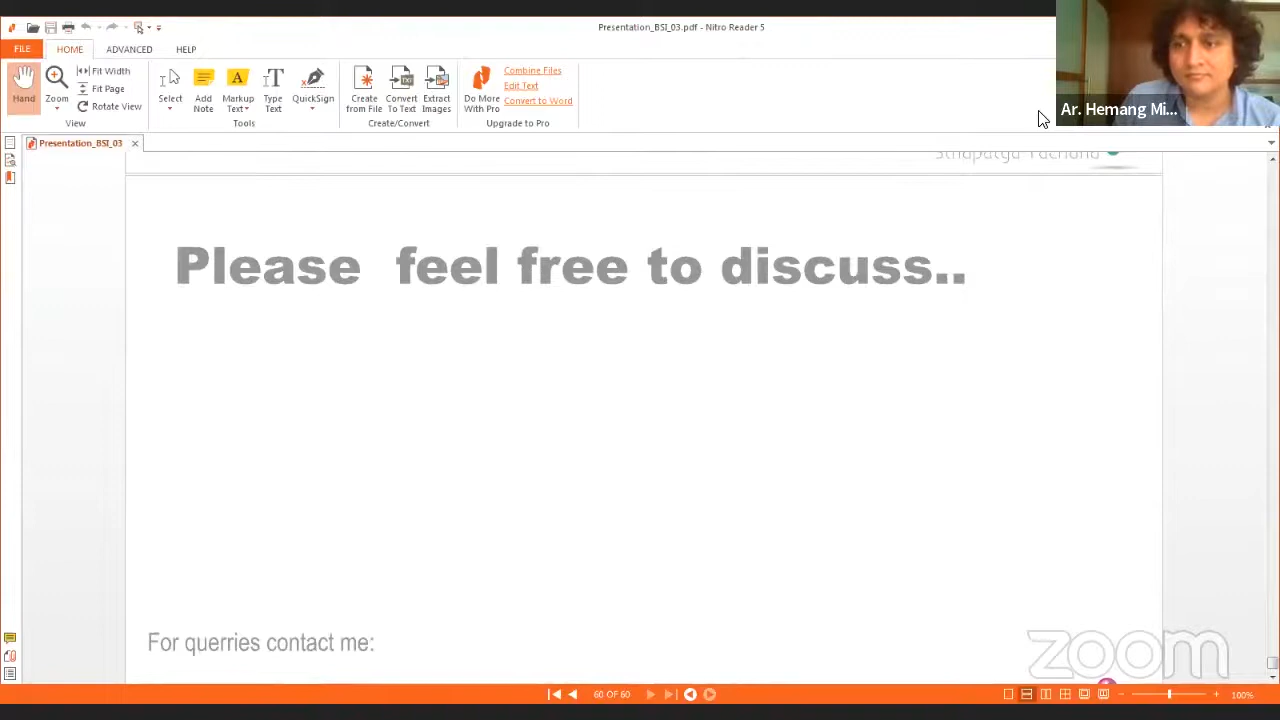 Presentation_BSI_03.pdf - Nitro Reader 5
FILE HOME ADVANCED HELP
Hand
Zoom
Fit Width
Fit Page
Rotate View
View
Select
Add Note
Markup Text
Type Text
QuickSign
Tools
Create from File
Convert To Text
Extract Images
Create/Convert
Do More With Pro
Combine Files
Edit Text
Convert to Word
Upgrade to Pro
Ar. Hemang Mi...
Presentation_BSI_03
Please feel free to discuss..
For querries contact me:
zoom
60 OF 60
100%